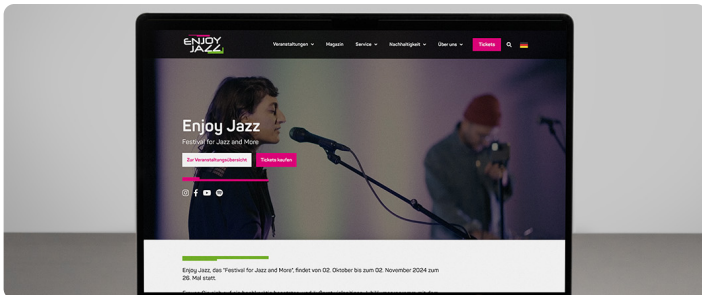 ENJOY
JAZZ
Veranstaltungen
Magazin
Service
Nachhaltigkeit
Über uns
Tickets
Enjoy Jazz
Festival for Jazz and More
Zur Veranstaltungsübersicht
Tickets kaufen
Enjoy Jazz, das "Festival for Jazz and More", findet von 02. Oktober bis zum 02. November 2024 zum
26. Mal statt.